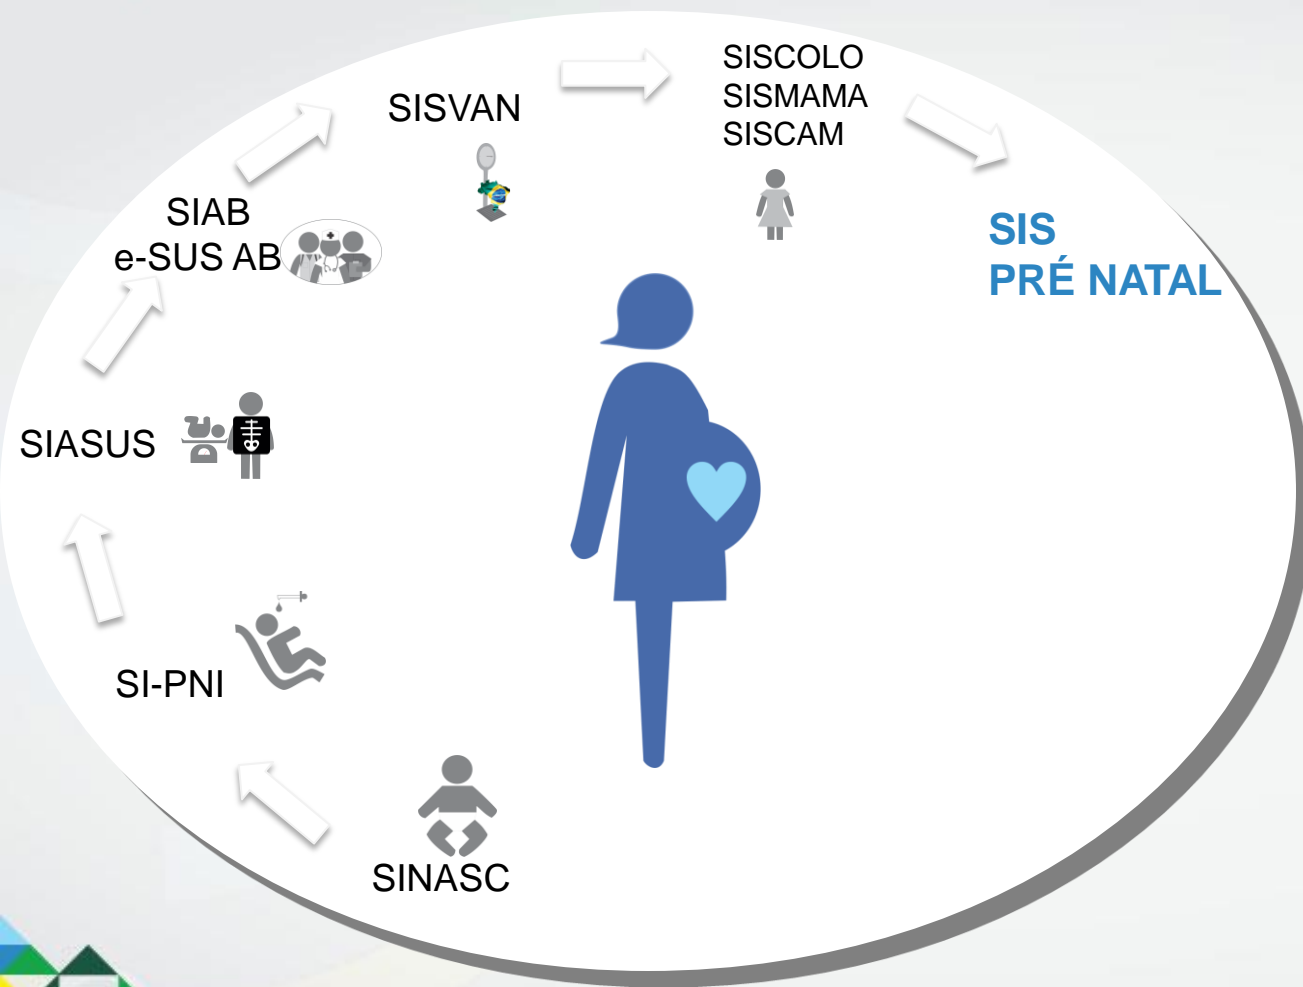 SISCOLO
SISMAMA
SISCAM
SISVAN
SIAB
e-SUS AB
SIS
PRÉ NATAL
SIASUS
SI-PNI
SINASC